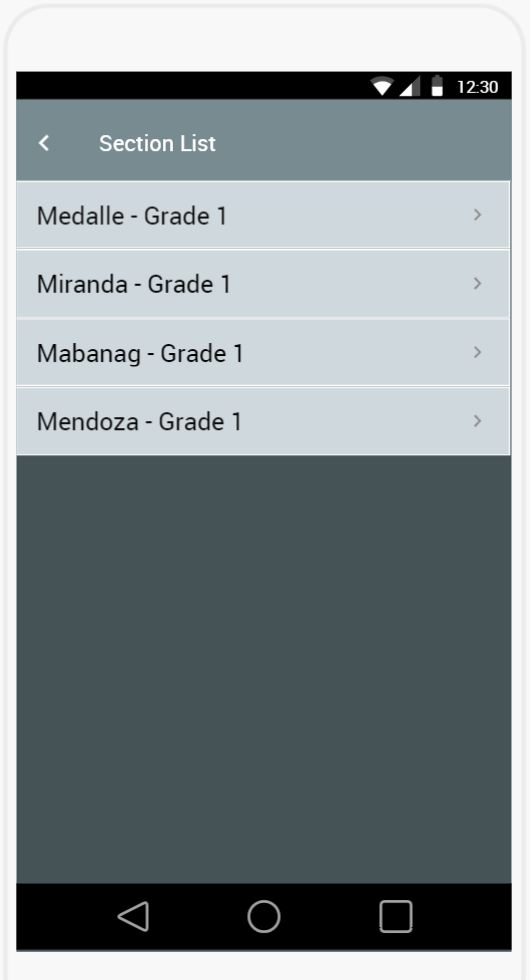 12:30
Section List
Medalle - Grade 1
Miranda - Grade 1
Mabanag - Grade 1
Mendoza - Grade 1